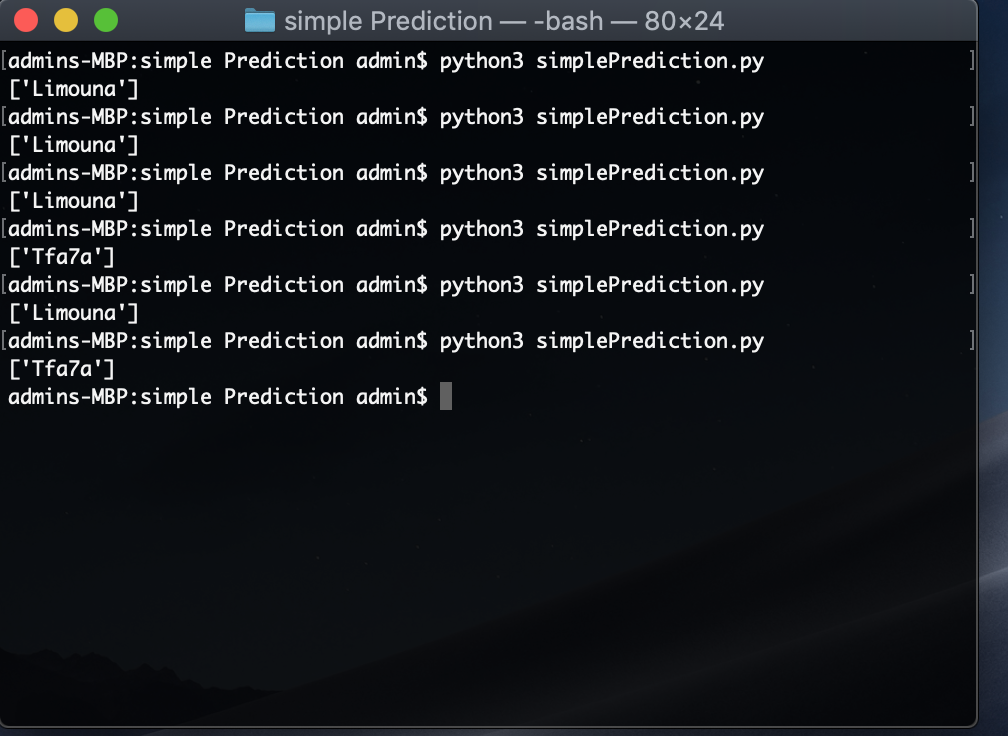 simple Prediction — -bash — 80×24
[admins-MBP:simple Prediction admin$ python3 simplePrediction.py ]
['Limouna']
[admins-MBP:simple Prediction admin$ python3 simplePrediction.py ]
['Limouna']
[admins-MBP:simple Prediction admin$ python3 simplePrediction.py ]
['Limouna']
[admins-MBP:simple Prediction admin$ python3 simplePrediction.py ]
['Tfa7a']
[admins-MBP:simple Prediction admin$ python3 simplePrediction.py ]
['Limouna']
[admins-MBP:simple Prediction admin$ python3 simplePrediction.py ]
['Tfa7a']
admins-MBP:simple Prediction admin$